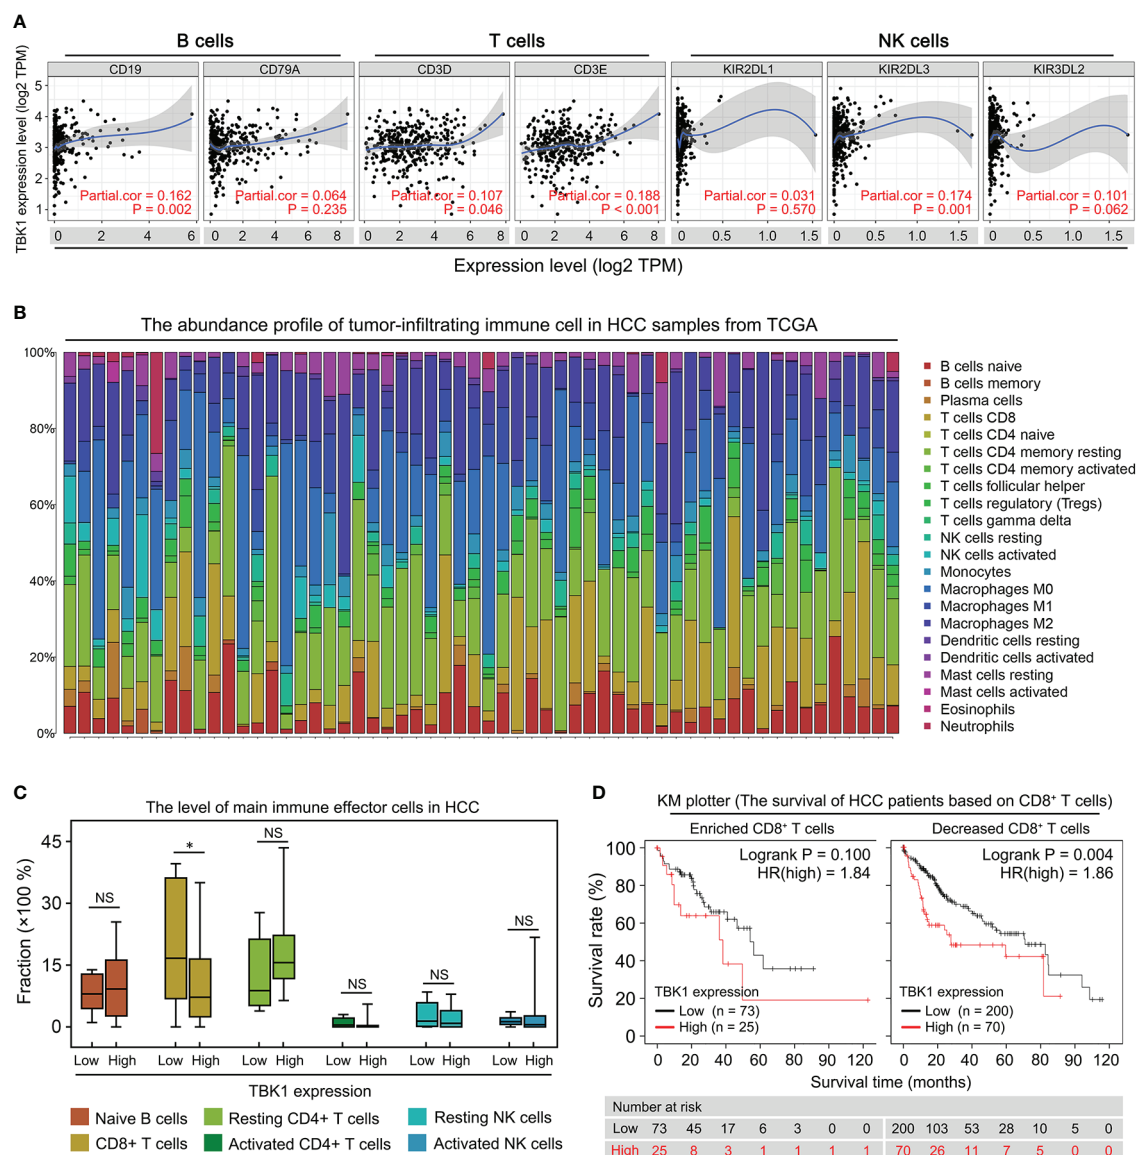 A
B cells
T cells
NK cells
CD19
CD79A
CD3D
CD3E
KIR2DL1
KIR2DL3
KIR3DL2
TBK1 expression level (log2 TPM)
5
4
3
2
1
Partial.cor = 0.162
P = 0.002
Partial.cor = 0.064
P = 0.235
Partial.cor = 0.107
P = 0.046
Partial.cor = 0.188
P < 0.001
Partial.cor = 0.031
P = 0.570
Partial.cor = 0.174
P = 0.001
Partial.cor = 0.101
P = 0.062
0 2 4 6
0 2 4 6 8
0 2 4 6 8
0 2 4 6 8
0 0.5 1.0 1.5
0 0.5 1.0 1.5
0 0.5 1.0 1.5
Expression level (log2 TPM)
B
The abundance profile of tumor-infiltrating immune cell in HCC samples from TCGA
100%
80%
60%
40%
20%
0%
B cells naive
B cells memory
Plasma cells
T cells CD8
T cells CD4 naive
T cells CD4 memory resting
T cells CD4 memory activated
T cells follicular helper
T cells regulatory (Tregs)
T cells gamma delta
NK cells resting
NK cells activated
Monocytes
Macrophages M0
Macrophages M1
Macrophages M2
Dendritic cells resting
Dendritic cells activated
Mast cells resting
Mast cells activated
Eosinophils
Neutrophils
C
The level of main immune effector cells in HCC
Fraction (×100 %)
45
30
15
0
NS
*
NS
NS
NS
NS
Low High Low High Low High Low High Low High Low High
TBK1 expression
Naive B cells
Resting CD4+ T cells
Resting NK cells
CD8+ T cells
Activated CD4+ T cells
Activated NK cells
D
KM plotter (The survival of HCC patients based on CD8+ T cells)
Enriched CD8+ T cells
Decreased CD8+ T cells
Survival rate (%)
100
80
60
40
20
0
Logrank P = 0.100
HR(high) = 1.84
Logrank P = 0.004
HR(high) = 1.86
TBK1 expression
Low (n = 73)
High (n = 25)
TBK1 expression
Low (n = 200)
High (n = 70)
0 20 40 60 80 100 120
0 20 40 60 80 100 120
Survival time (months)
Number at risk
Low 73 45 17 6 3 0 0 200 103 53 28 10 5 0
High 25 8 3 1 1 1 1 70 26 11 7 5 0 0